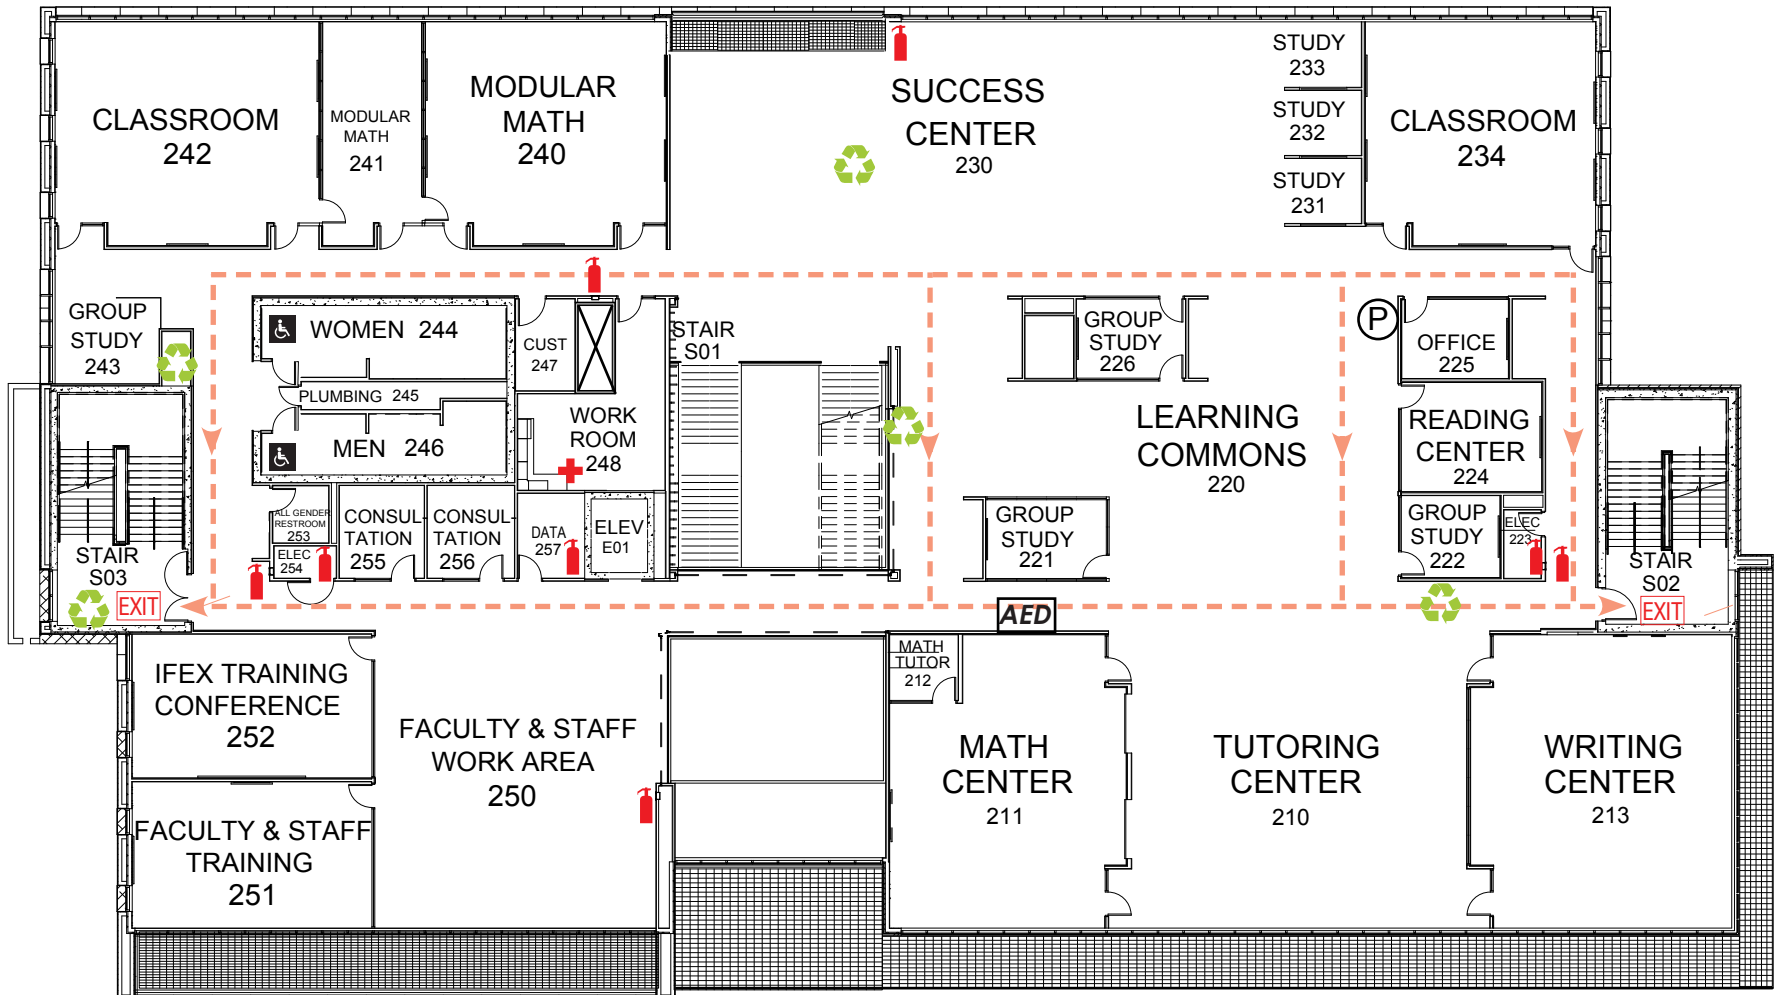 CLASSROOM
242
MODULAR
MATH
241
MODULAR
MATH
240
SUCCESS
CENTER
230
STUDY
233
STUDY
232
STUDY
231
CLASSROOM
234
GROUP
STUDY
243
WOMEN 244
PLUMBING 245
MEN 246
CUST
247
WORK
ROOM
248
STAIR
S01
GROUP
STUDY
226
P
OFFICE
225
LEARNING
COMMONS
220
READING
CENTER
224
STAIR
S03
EXIT
ALL GENDER
RESTROOM
253
ELEC
254
CONSUL-
TATION
255
CONSUL-
TATION
256
DATA
257
ELEV
E01
GROUP
STUDY
221
GROUP
STUDY
222
ELEC
223
STAIR
S02
EXIT
AED
IFEX TRAINING
CONFERENCE
252
FACULTY & STAFF
TRAINING
251
FACULTY & STAFF
WORK AREA
250
MATH
TUTOR
212
MATH
CENTER
211
TUTORING
CENTER
210
WRITING
CENTER
213